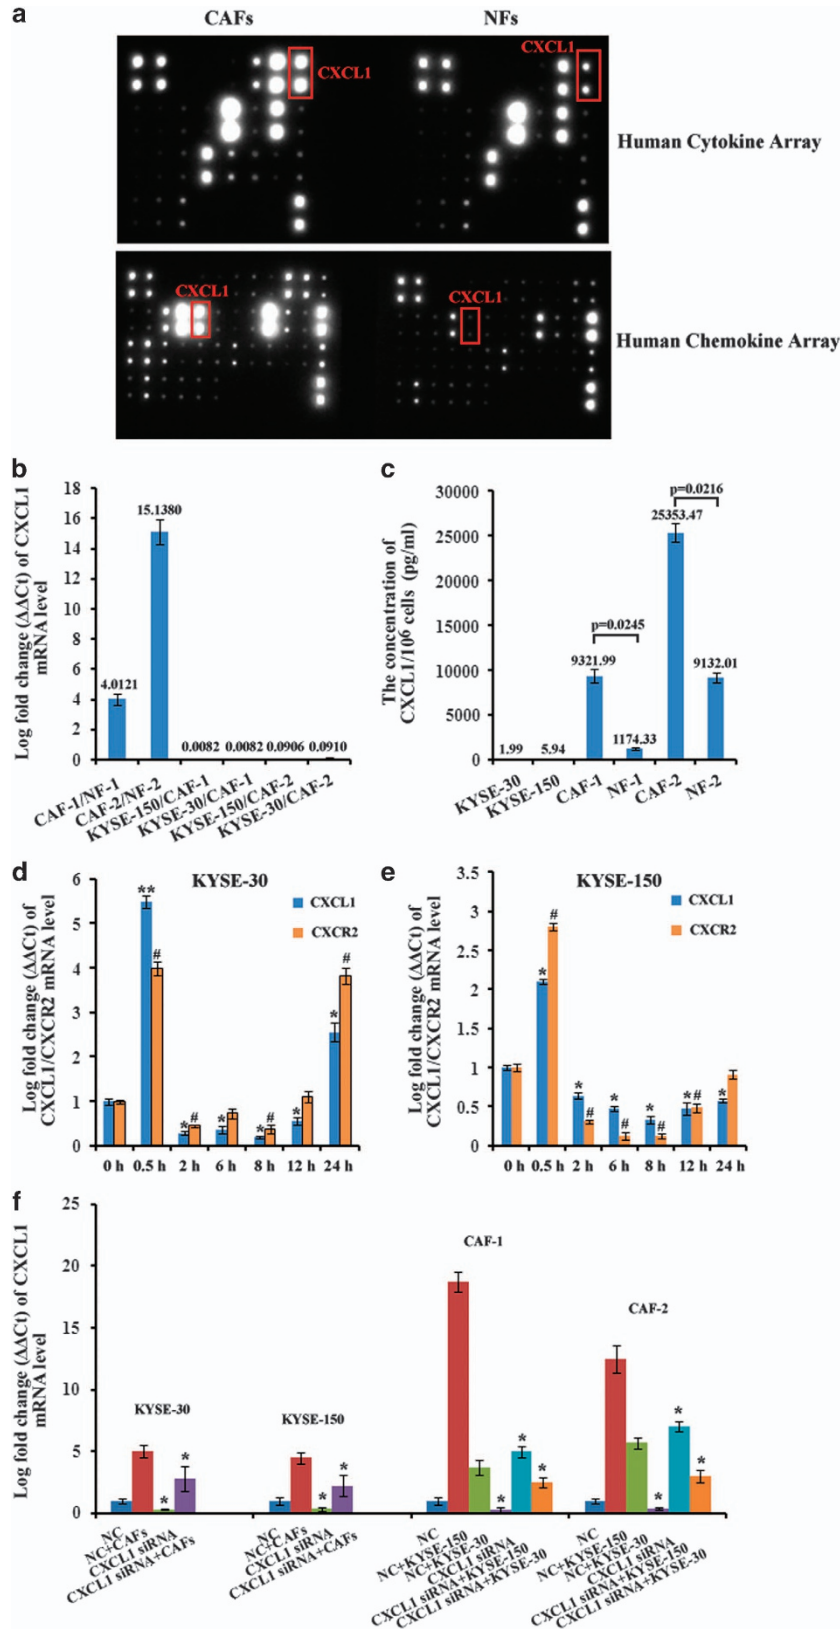 a
CAFs
NFs
CXCL1
CXCL1
Human Cytokine Array
CXCL1
CXCL1
Human Chemokine Array
b
Log fold change (ΔΔCt) of CXCL1
mRNA level
18
16
14
12
10
8
6
4
2
0
4.0121
15.1380
0.0082
0.0082
0.0906
0.0910
CAF-1/NF-1
CAF-2/NF-2
KYSE-150/CAF-1
KYSE-30/CAF-1
KYSE-150/CAF-2
KYSE-30/CAF-2
c
The concentration of
CXCL1/10⁶ cells (pg/ml)
30000
25000
20000
15000
10000
5000
0
1.99
5.94
p=0.0245
9321.99
1174.33
p=0.0216
25353.47
9132.01
KYSE-30
KYSE-150
CAF-1
NF-1
CAF-2
NF-2
d
KYSE-30
Log fold change (ΔΔCt) of
CXCL1/CXCR2 mRNA level
6
5
4
3
2
1
0
CXCL1
CXCR2
**
#
*
#
*
*
#
*
*
#
0 h
0.5 h
2 h
6 h
8 h
12 h
24 h
e
KYSE-150
Log fold change (ΔΔCt) of
CXCL1/CXCR2 mRNA level
3.5
3
2.5
2
1.5
1
0.5
0
CXCL1
CXCR2
*
#
*
#
*
#
*
#
*
#
*
0 h
0.5 h
2 h
6 h
8 h
12 h
24 h
f
Log fold change (ΔΔCt) of CXCL1
mRNA level
25
20
15
10
5
0
KYSE-30
*
*
KYSE-150
*
*
CAF-1
*
*
*
CAF-2
*
*
*
NC
NC+CAFs
CXCL1 siRNA
CXCL1 siRNA+CAFs
NC
NC+CAFs
CXCL1 siRNA
CXCL1 siRNA+CAFs
NC
NC+KYSE-150
NC+KYSE-30
CXCL1 siRNA
CXCL1 siRNA+KYSE-150
CXCL1 siRNA+KYSE-30
NC
NC+KYSE-150
NC+KYSE-30
CXCL1 siRNA
CXCL1 siRNA+KYSE-150
CXCL1 siRNA+KYSE-30